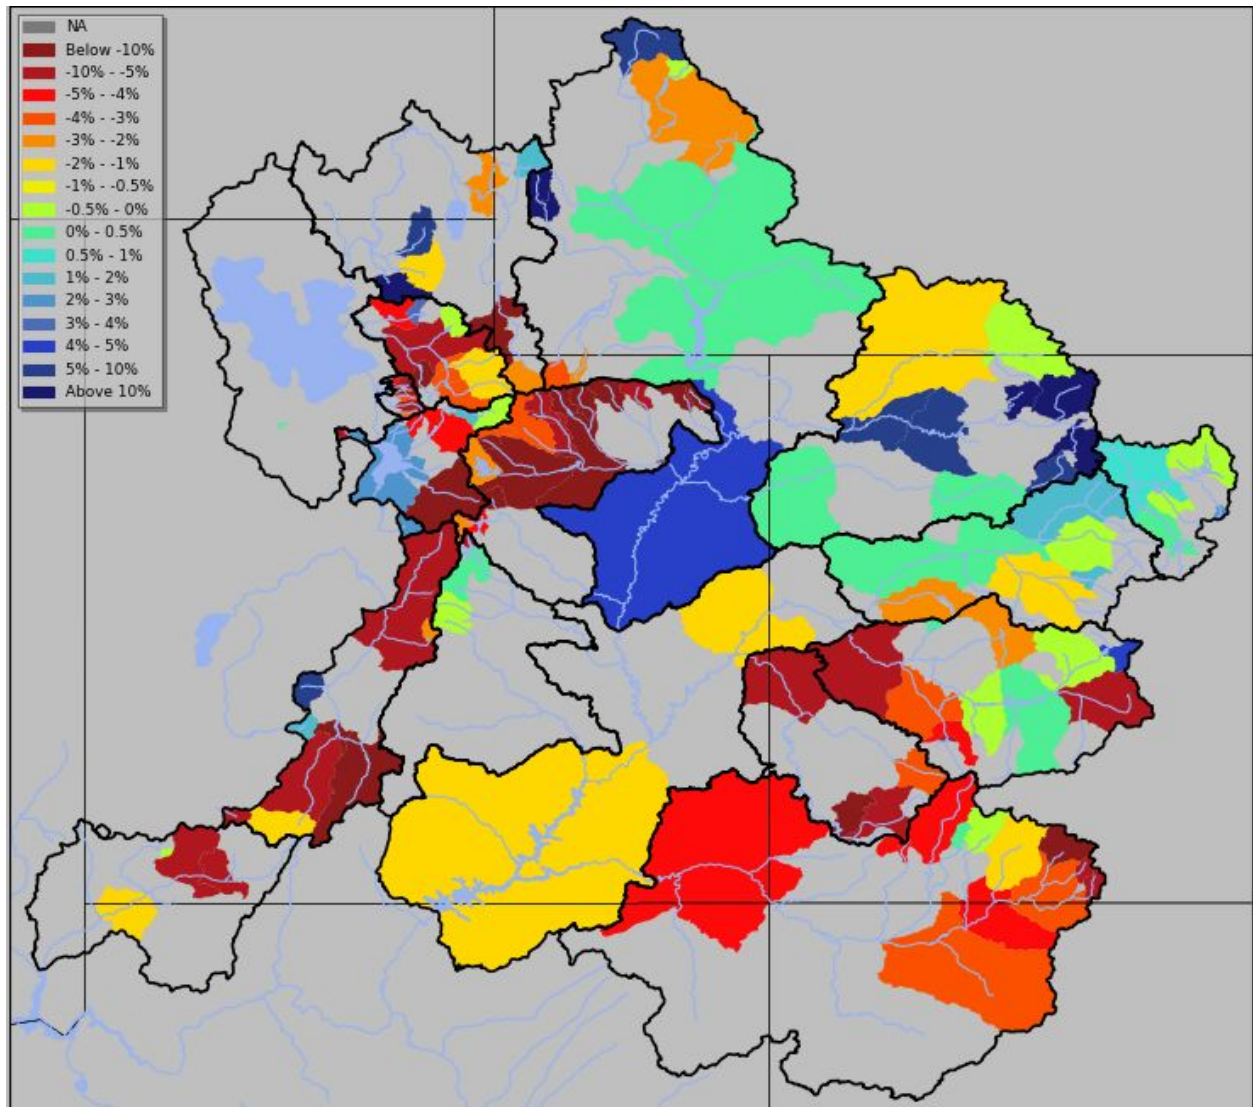 NA
Below -10%
-10% - -5%
-5% - -4%
-4% - -3%
-3% - -2%
-2% - -1%
-1% - -0.5%
-0.5% - 0%
0% - 0.5%
0.5% - 1%
1% - 2%
2% - 3%
3% - 4%
4% - 5%
5% - 10%
Above 10%